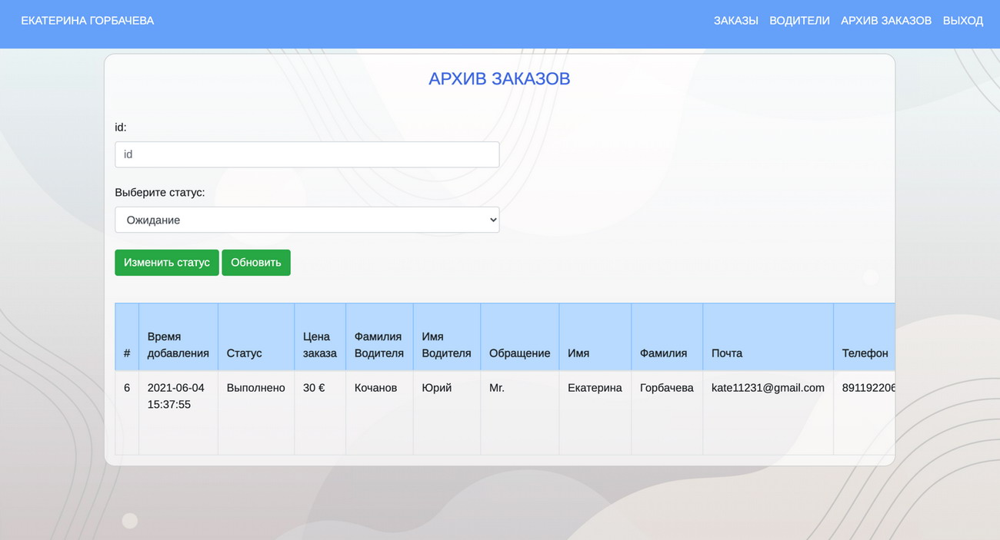 ЕКАТЕРИНА ГОРБАЧЕВА
ЗАКАЗЫ ВОДИТЕЛИ АРХИВ ЗАКАЗОВ ВЫХОД
АРХИВ ЗАКАЗОВ
id:
id
Выберите статус:
Ожидание
Изменить статус Обновить
# Время добавления Статус Цена заказа Фамилия Водителя Имя Водителя Обращение Имя Фамилия Почта Телефон
6 2021-06-04 15:37:55 Выполнено 30 € Кочанов Юрий Mr. Екатерина Горбачева kate11231@gmail.com 891192206